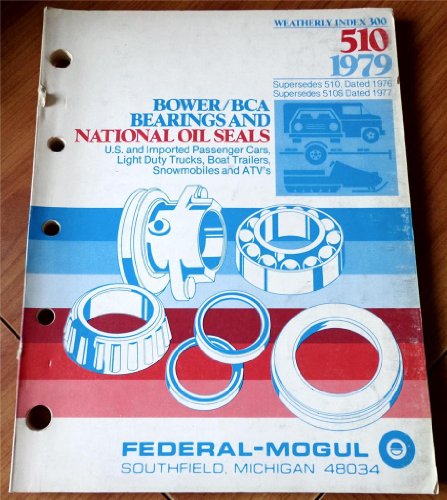 WEATHERLY INDEX 300
510
1979
Supersedes 510, Dated 1976
Supersedes 510S Dated 1977
BOWER/BCA
BEARINGS AND
NATIONAL OIL SEALS
U.S. and Imported Passenger Cars,
Light Duty Trucks, Boat Trailers,
Snowmobiles and ATV's
FEDERAL-MOGUL
SOUTHFIELD, MICHIGAN 48034